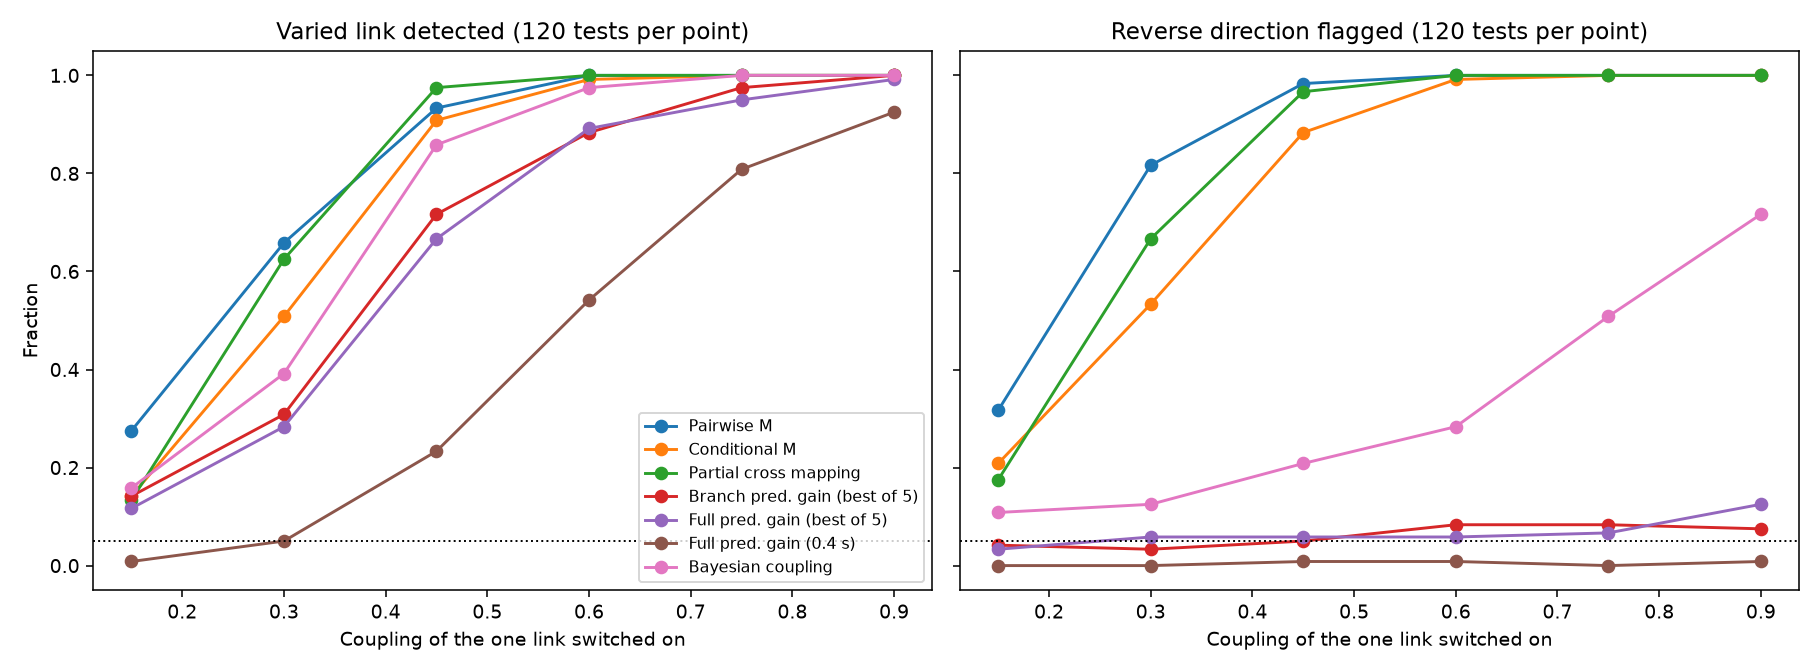 Varied link detected (120 tests per point)
Reverse direction flagged (120 tests per point)
Fraction
1.0
0.8
0.6
0.4
0.2
0.0
Pairwise M
Conditional M
Partial cross mapping
Branch pred. gain (best of 5)
Full pred. gain (best of 5)
Full pred. gain (0.4 s)
Bayesian coupling
0.2 0.3 0.4 0.5 0.6 0.7 0.8 0.9
0.2 0.3 0.4 0.5 0.6 0.7 0.8 0.9
Coupling of the one link switched on
Coupling of the one link switched on